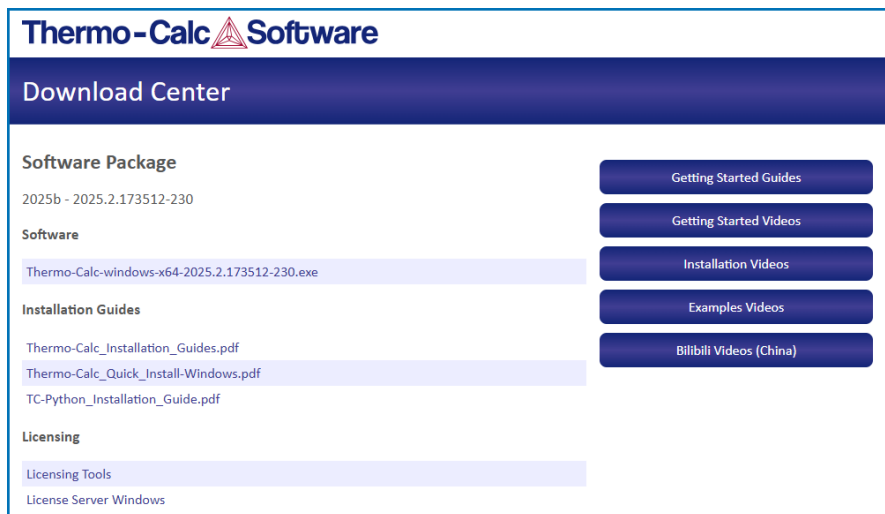 Thermo-Calc Software
Download Center
Software Package
2025b - 2025.2.173512-230
Software
Thermo-Calc-windows-x64-2025.2.173512-230.exe
Installation Guides
Thermo-Calc_Installation_Guides.pdf
Thermo-Calc_Quick_Install-Windows.pdf
TC-Python_Installation_Guide.pdf
Licensing
Licensing Tools
License Server Windows
Getting Started Guides
Getting Started Videos
Installation Videos
Examples Videos
Bilibili Videos (China)